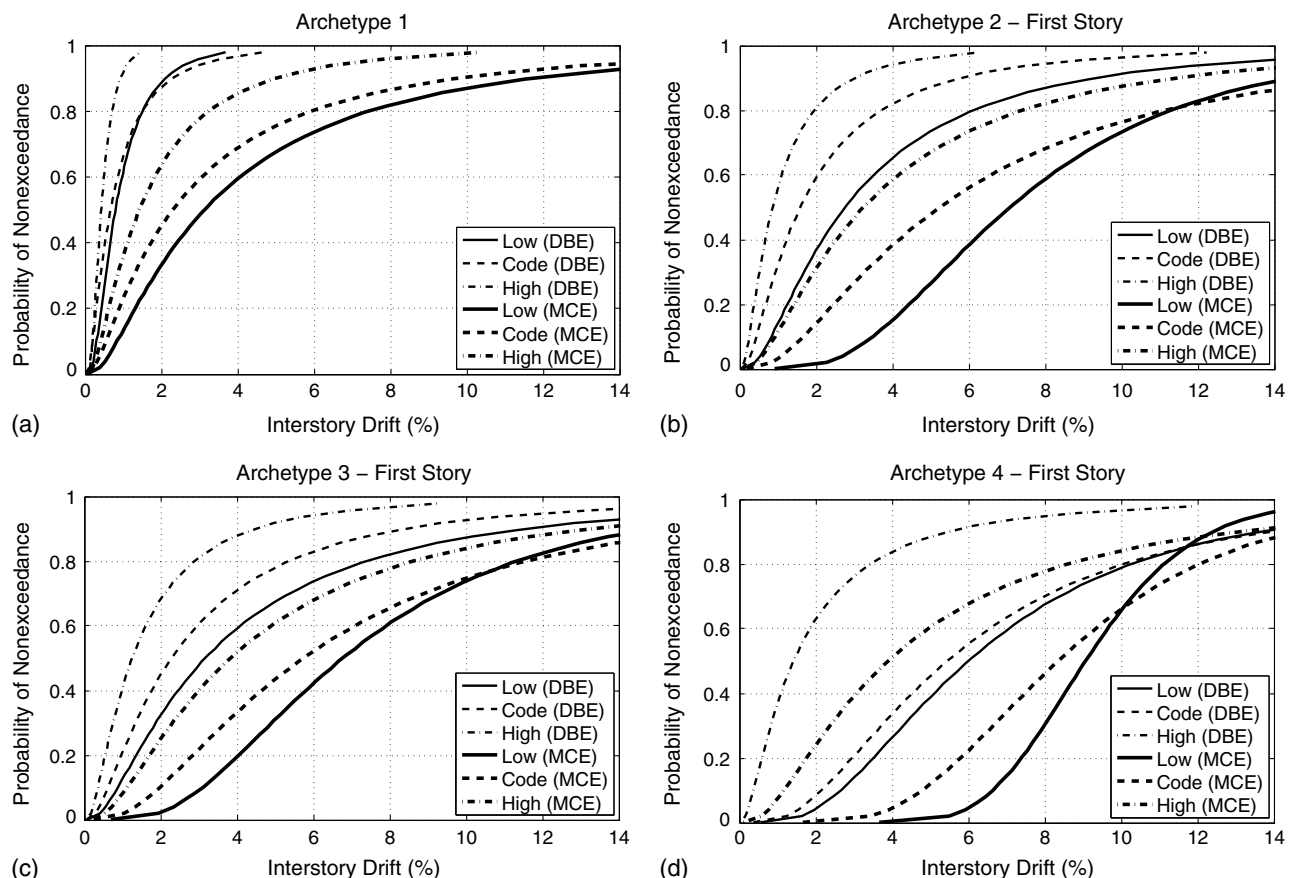 Archetype 1
1
0.8
0.6
0.4
0.2
0
0 2 4 6 8 10 12 14
Probability of Nonexceedance
Interstory Drift (%)
Low (DBE)
Code (DBE)
High (DBE)
Low (MCE)
Code (MCE)
High (MCE)
(a)
Archetype 2 – First Story
1
0.8
0.6
0.4
0.2
0
0 2 4 6 8 10 12 14
Probability of Nonexceedance
Interstory Drift (%)
Low (DBE)
Code (DBE)
High (DBE)
Low (MCE)
Code (MCE)
High (MCE)
(b)
Archetype 3 – First Story
1
0.8
0.6
0.4
0.2
0
0 2 4 6 8 10 12 14
Probability of Nonexceedance
Interstory Drift (%)
Low (DBE)
Code (DBE)
High (DBE)
Low (MCE)
Code (MCE)
High (MCE)
(c)
Archetype 4 – First Story
1
0.8
0.6
0.4
0.2
0
0 2 4 6 8 10 12 14
Probability of Nonexceedance
Interstory Drift (%)
Low (DBE)
Code (DBE)
High (DBE)
Low (MCE)
Code (MCE)
High (MCE)
(d)